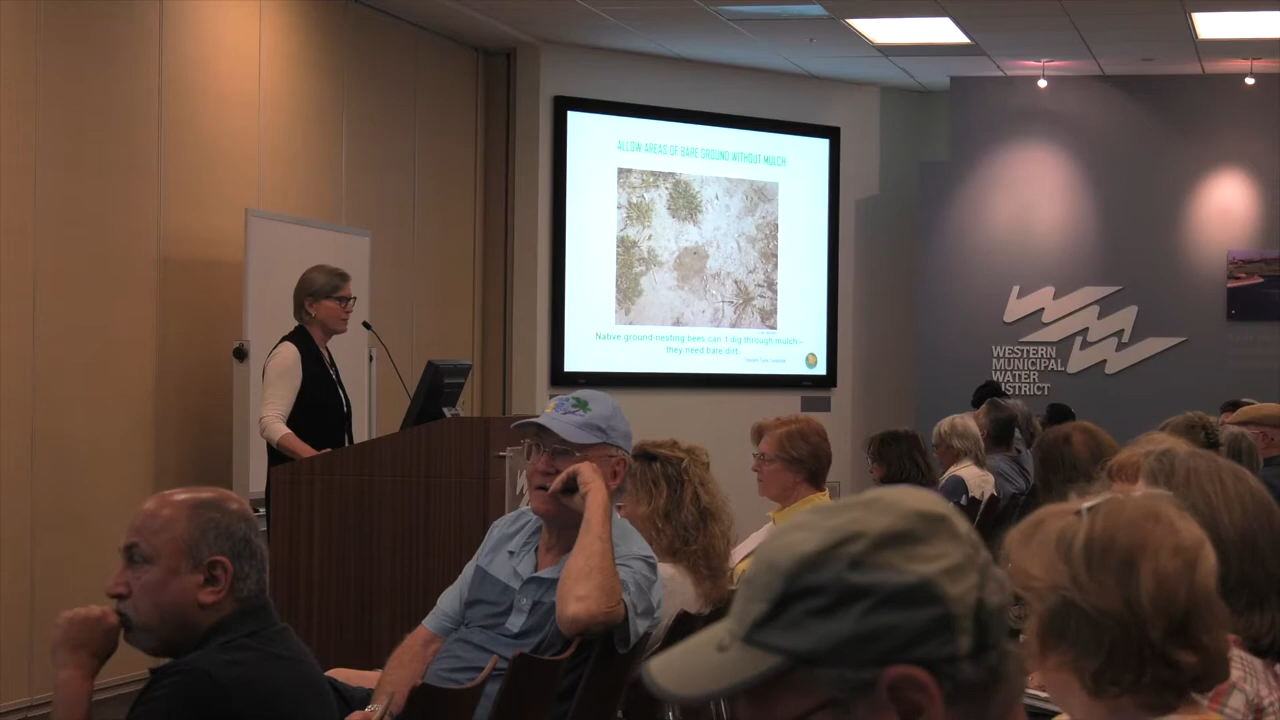 ALLOW AREAS OF BARE GROUND WITHOUT MULCH
Native ground-nesting bees can't dig through mulch –
they need bare dirt.
WESTERN
MUNICIPAL
WATER
DISTRICT